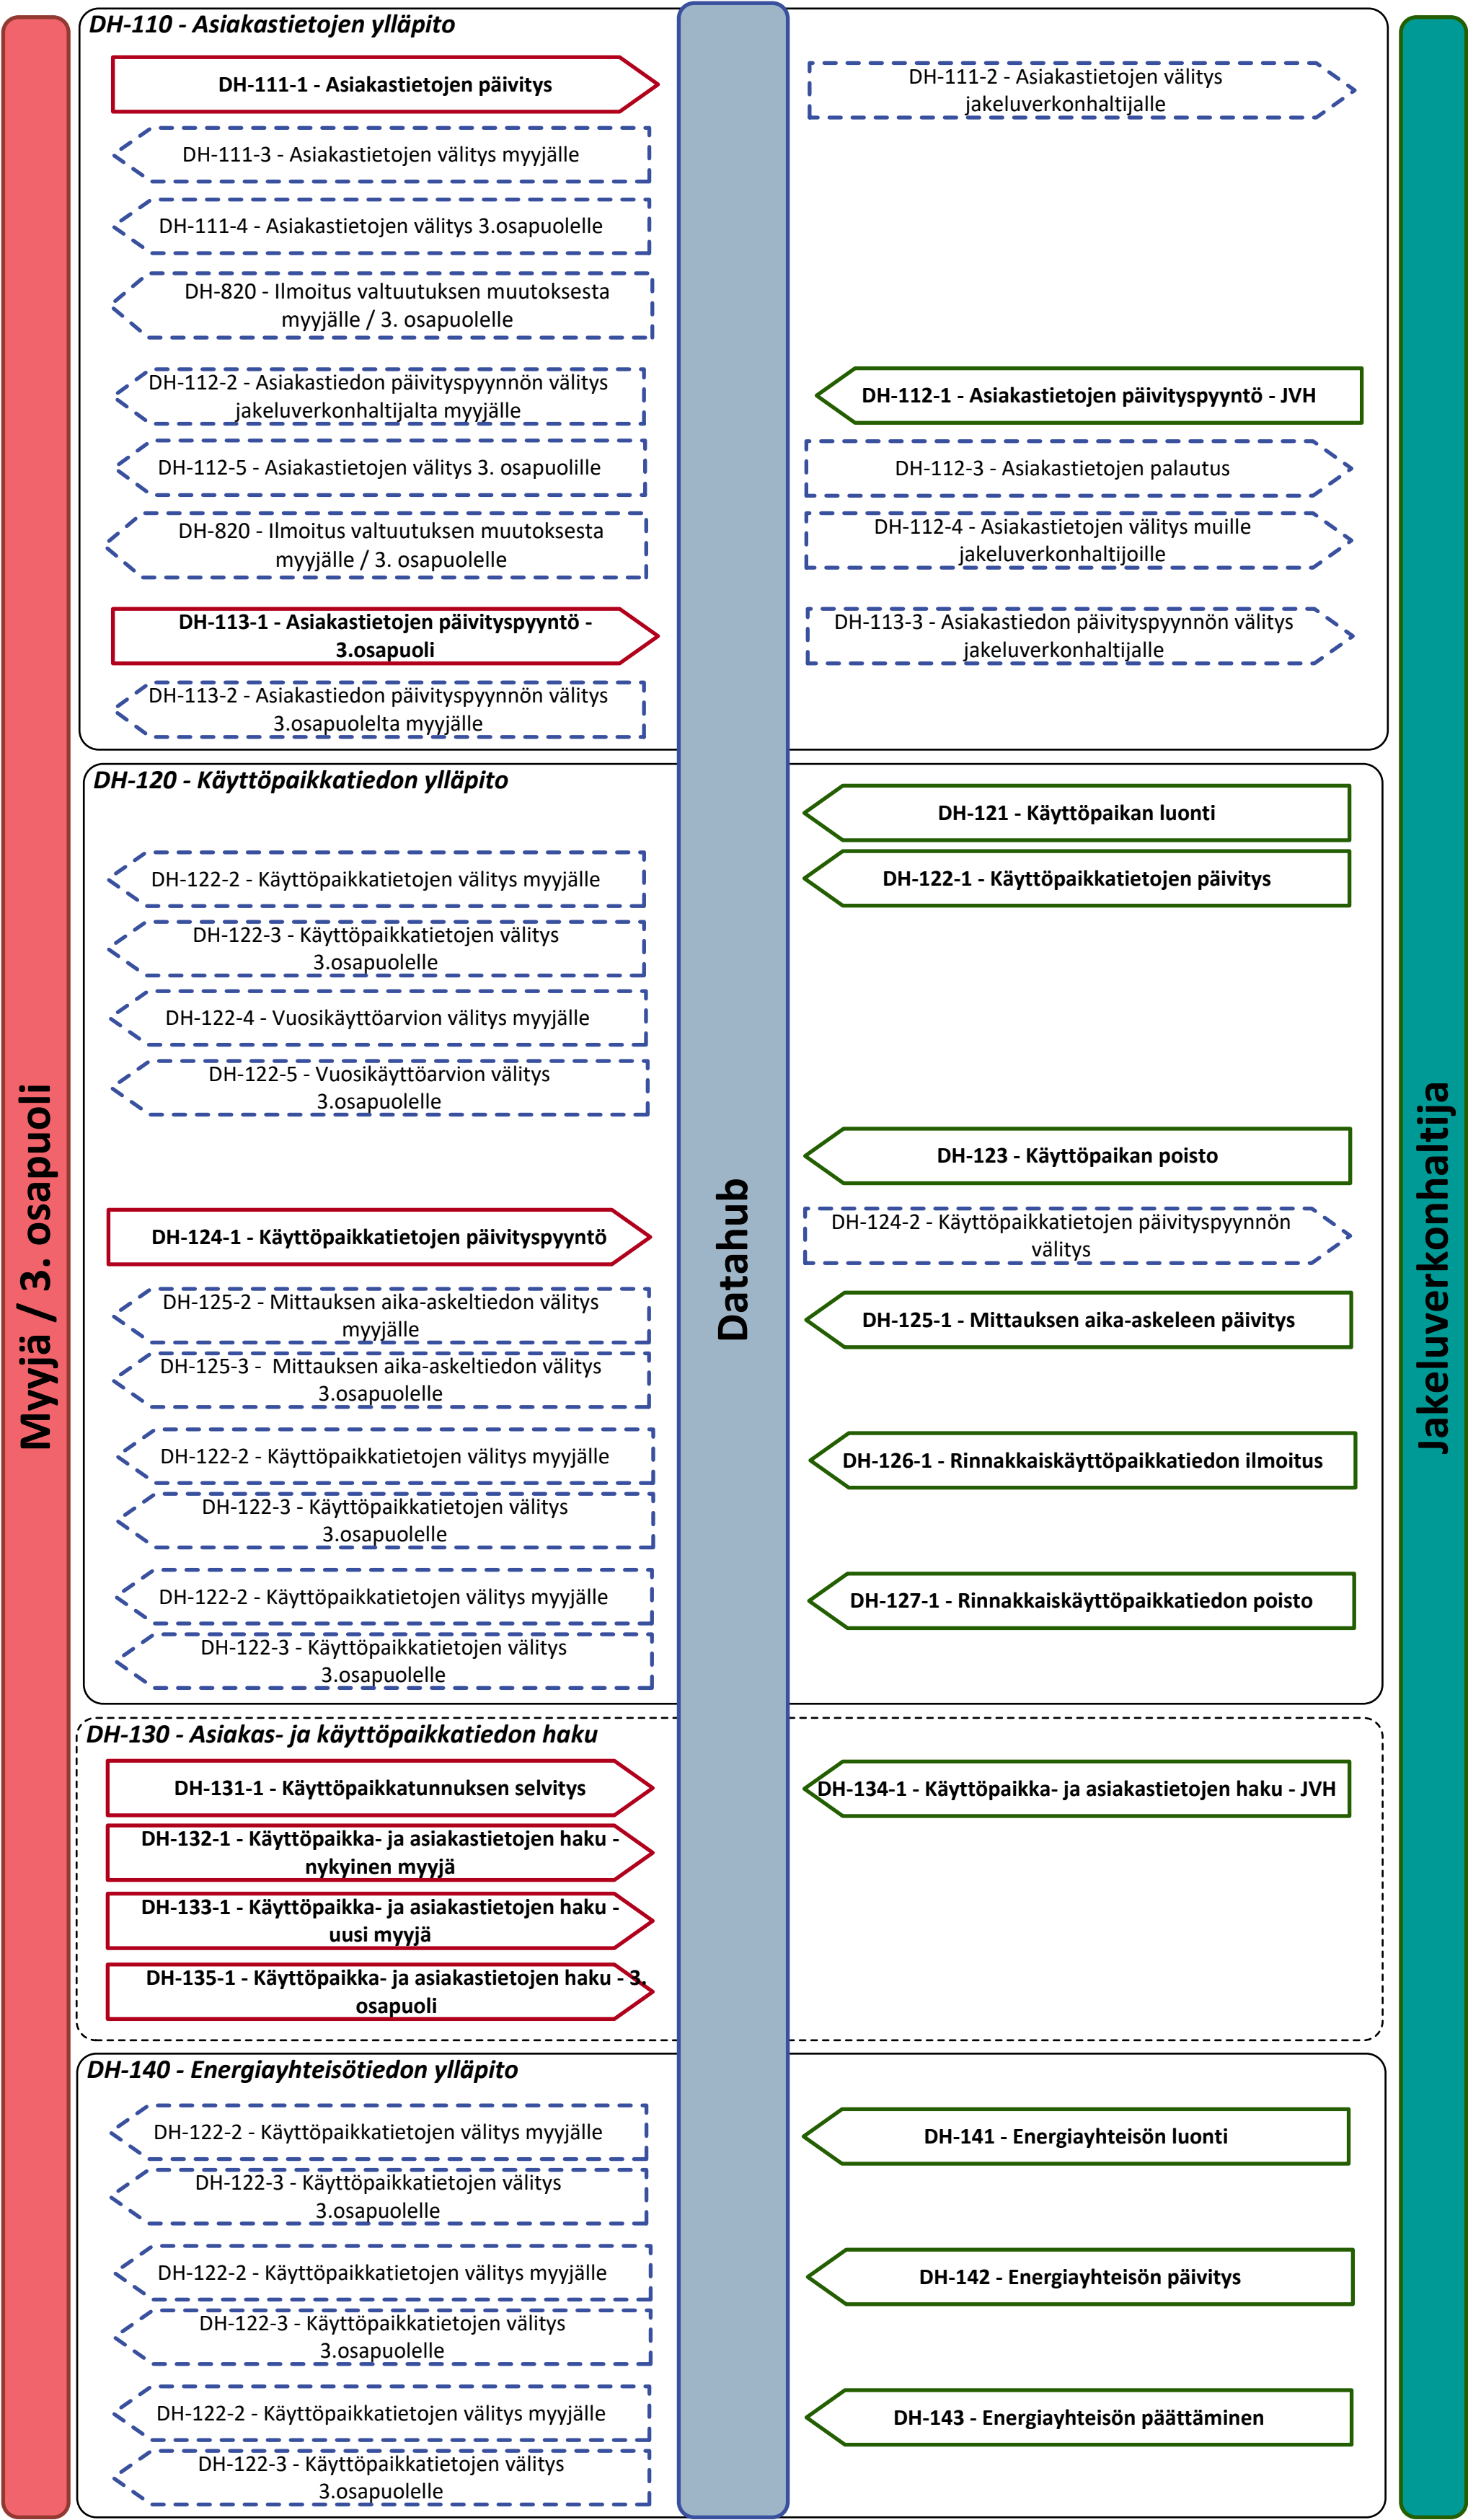 DH-110 - Asiakastietojen ylläpito
DH-111-1 - Asiakastietojen päivitys
DH-111-2 - Asiakastietojen välitys
jakeluverkonhaltijalle
DH-111-3 - Asiakastietojen välitys myyjälle
DH-111-4 - Asiakastietojen välitys 3.osapuolelle
DH-820 - Ilmoitus valtuutuksen muutoksesta
myyjälle / 3. osapuolelle
DH-112-2 - Asiakastiedon päivityspyynnön välitys
jakeluverkonhaltijalta myyjälle
DH-112-1 - Asiakastietojen päivityspyyntö - JVH
DH-112-5 - Asiakastietojen välitys 3. osapuolille
DH-112-3 - Asiakastietojen palautus
DH-820 - Ilmoitus valtuutuksen muutoksesta
myyjälle / 3. osapuolelle
DH-112-4 - Asiakastietojen välitys muille
jakeluverkonhaltijoille
DH-113-1 - Asiakastietojen päivityspyyntö -
3.osapuoli
DH-113-3 - Asiakastiedon päivityspyynnön välitys
jakeluverkonhaltijalle
DH-113-2 - Asiakastiedon päivityspyynnön välitys
3.osapuolelta myyjälle
DH-120 - Käyttöpaikkatiedon ylläpito
DH-121 - Käyttöpaikan luonti
DH-122-2 - Käyttöpaikkatietojen välitys myyjälle
DH-122-1 - Käyttöpaikkatietojen päivitys
DH-122-3 - Käyttöpaikkatietojen välitys
3.osapuolelle
DH-122-4 - Vuosikäyttöarvion välitys myyjälle
DH-122-5 - Vuosikäyttöarvion välitys
3.osapuolelle
DH-123 - Käyttöpaikan poisto
DH-124-1 - Käyttöpaikkatietojen päivityspyyntö
DH-124-2 - Käyttöpaikkatietojen päivityspyynnön
välitys
DH-125-2 - Mittauksen aika-askeltiedon välitys
myyjälle
DH-125-1 - Mittauksen aika-askeleen päivitys
DH-125-3 -  Mittauksen aika-askeltiedon välitys
3.osapuolelle
DH-122-2 - Käyttöpaikkatietojen välitys myyjälle
DH-126-1 - Rinnakkaiskäyttöpaikkatiedon ilmoitus
DH-122-3 - Käyttöpaikkatietojen välitys
3.osapuolelle
DH-122-2 - Käyttöpaikkatietojen välitys myyjälle
DH-127-1 - Rinnakkaiskäyttöpaikkatiedon poisto
DH-122-3 - Käyttöpaikkatietojen välitys
3.osapuolelle
Myyjä / 3. osapuoli
Datahub
Jakeluverkonhaltija
DH-130 - Asiakas- ja käyttöpaikkatiedon haku
DH-131-1 - Käyttöpaikkatunnuksen selvitys
DH-134-1 - Käyttöpaikka- ja asiakastietojen haku - JVH
DH-132-1 - Käyttöpaikka- ja asiakastietojen haku -
nykyinen myyjä
DH-133-1 - Käyttöpaikka- ja asiakastietojen haku -
uusi myyjä
DH-135-1 - Käyttöpaikka- ja asiakastietojen haku - 3.
osapuoli
DH-140 - Energiayhteisötiedon ylläpito
DH-122-2 - Käyttöpaikkatietojen välitys myyjälle
DH-141 - Energiayhteisön luonti
DH-122-3 - Käyttöpaikkatietojen välitys
3.osapuolelle
DH-122-2 - Käyttöpaikkatietojen välitys myyjälle
DH-142 - Energiayhteisön päivitys
DH-122-3 - Käyttöpaikkatietojen välitys
3.osapuolelle
DH-122-2 - Käyttöpaikkatietojen välitys myyjälle
DH-143 - Energiayhteisön päättäminen
DH-122-3 - Käyttöpaikkatietojen välitys
3.osapuolelle